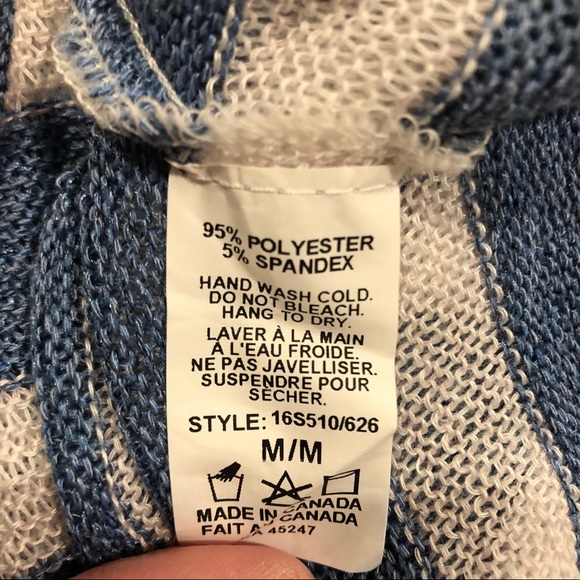 95% POLYESTER
5% SPANDEX
HAND WASH COLD.
DO NOT BLEACH.
HANG TO DRY.
LAVER À LA MAIN
À L'EAU FROIDE.
NE PAS JAVELLISER.
SUSPENDRE POUR
SÉCHER.
STYLE: 16S510/626
M/M
MADE IN CANADA
FAIT A CANADA
45247